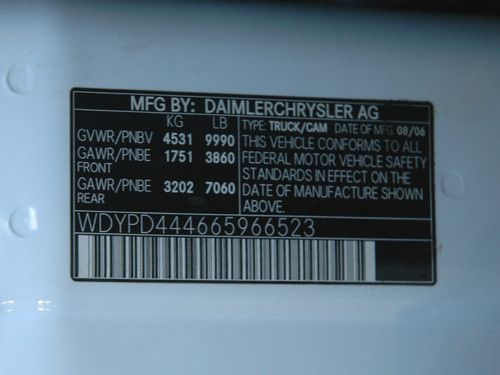 MFG BY: DAIMLERCHRYSLER AG
KG LB
GVWR/PNBV 4531 9990
GAWR/PNBE 1751 3860
FRONT
GAWR/PNBE 3202 7060
REAR
TYPE: TRUCK/CAM DATE OF MFG. 08/06
THIS VEHICLE CONFORMS TO ALL
FEDERAL MOTOR VEHICLE SAFETY
STANDARDS IN EFFECT ON THE
DATE OF MANUFACTURE SHOWN
ABOVE.
WDYPD444665966523